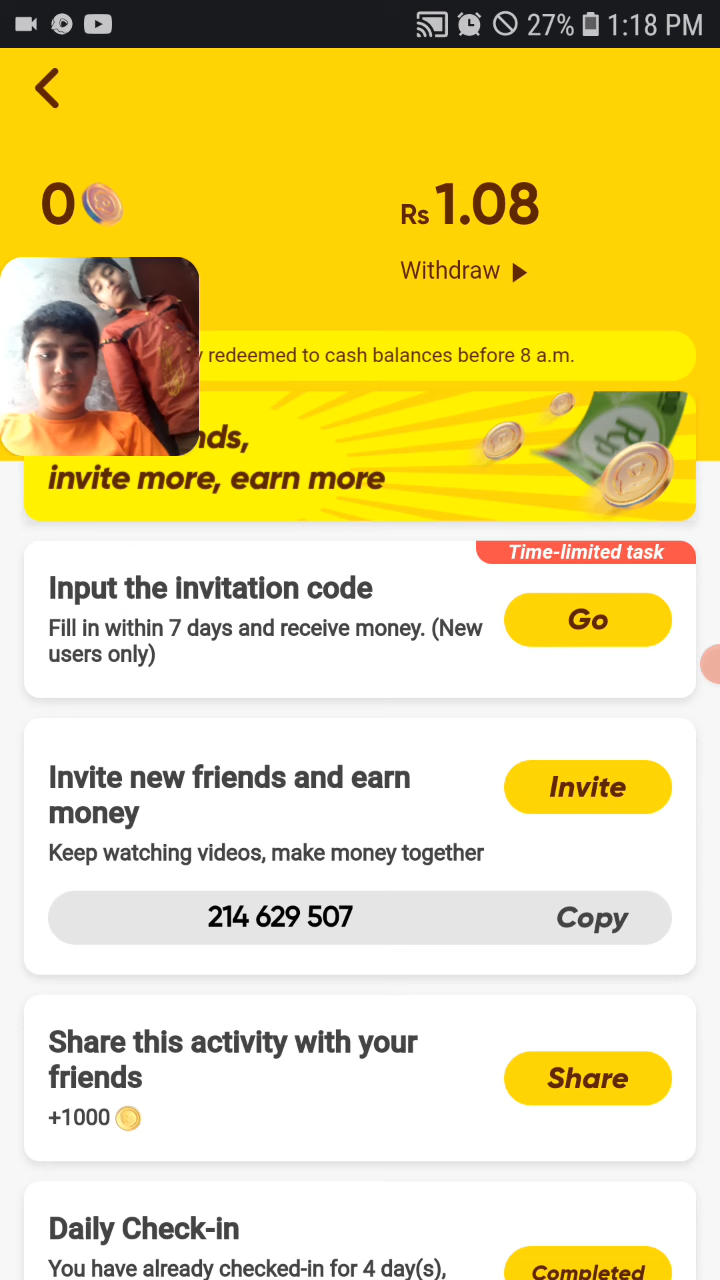 27% 1:18 PM
0 Rs 1.08
Withdraw
redeemed to cash balances before 8 a.m.
invite more, earn more
Time-limited task
Input the invitation code
Go
Fill in within 7 days and receive money. (New
users only)
Invite new friends and earn
money
Invite
Keep watching videos, make money together
214 629 507 Copy
Share this activity with your
friends
Share
+1000
Daily Check-in
You have already checked-in for 4 day(s),
Completed